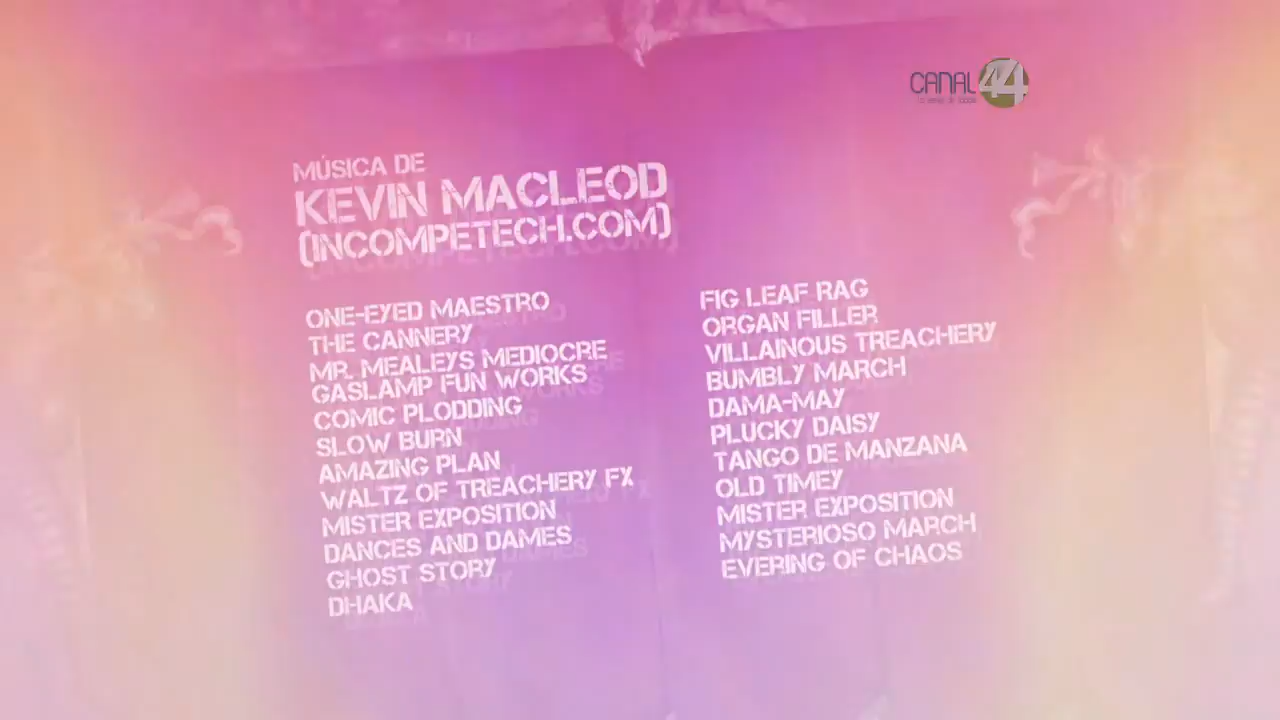 CANAL 44
MÚSICA DE
KEVIN MACLEOD
(INCOMPETECH.COM)
ONE-EYED MAESTRO
THE CANNERY
MR. MEALEYS MEDIOCRE
GASLAMP FUN WORKS
COMIC PLODDING
SLOW BURN
AMAZING PLAN
WALTZ OF TREACHERY FX
MISTER EXPOSITION
DANCES AND DAMES
GHOST STORY
DHAKA
FIG LEAF RAG
ORGAN FILLER
VILLAINOUS TREACHERY
BUMBLY MARCH
DAMA-MAY
PLUCKY DAISY
TANGO DE MANZANA
OLD TIMEY
MISTER EXPOSITION
MYSTERIOSO MARCH
EVERING OF CHAOS